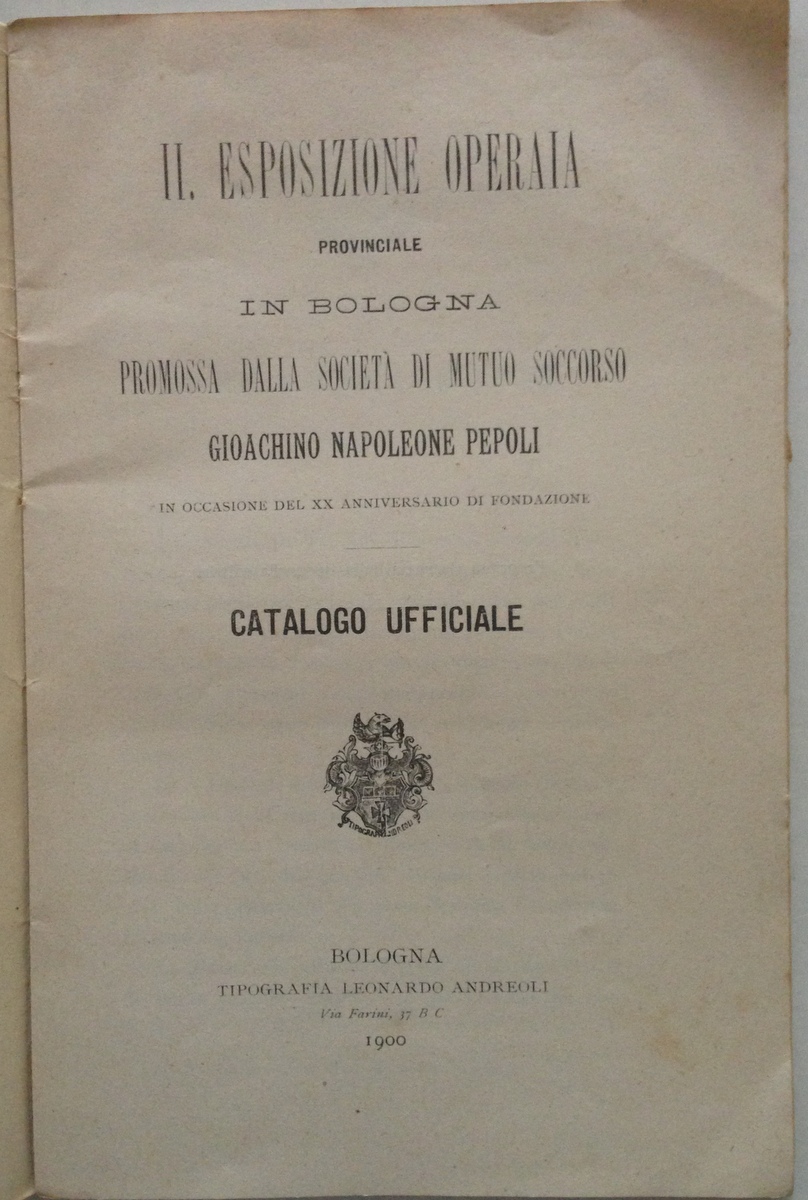 II. ESPOSIZIONE OPERAIA
PROVINCIALE
IN BOLOGNA
PROMOSSA DALLA SOCIETÀ DI MUTUO SOCCORSO
GIOACHINO NAPOLEONE PEPOLI
IN OCCASIONE DEL XX ANNIVERSARIO DI FONDAZIONE
CATALOGO UFFICIALE
BOLOGNA
TIPOGRAFIA LEONARDO ANDREOLI
Via Farini, 37 B C
1900